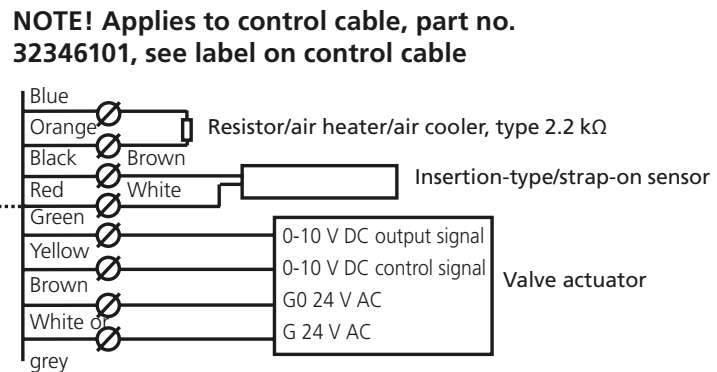 NOTE! Applies to control cable, part no.
32346101, see label on control cable
Blue
Orange
Resistor/air heater/air cooler, type 2.2 kΩ
Black
Brown
Insertion-type/strap-on sensor
Red
White
Green
0-10 V DC output signal
Yellow
0-10 V DC control signal
Valve actuator
Brown
G0 24 V AC
White or
G 24 V AC
grey